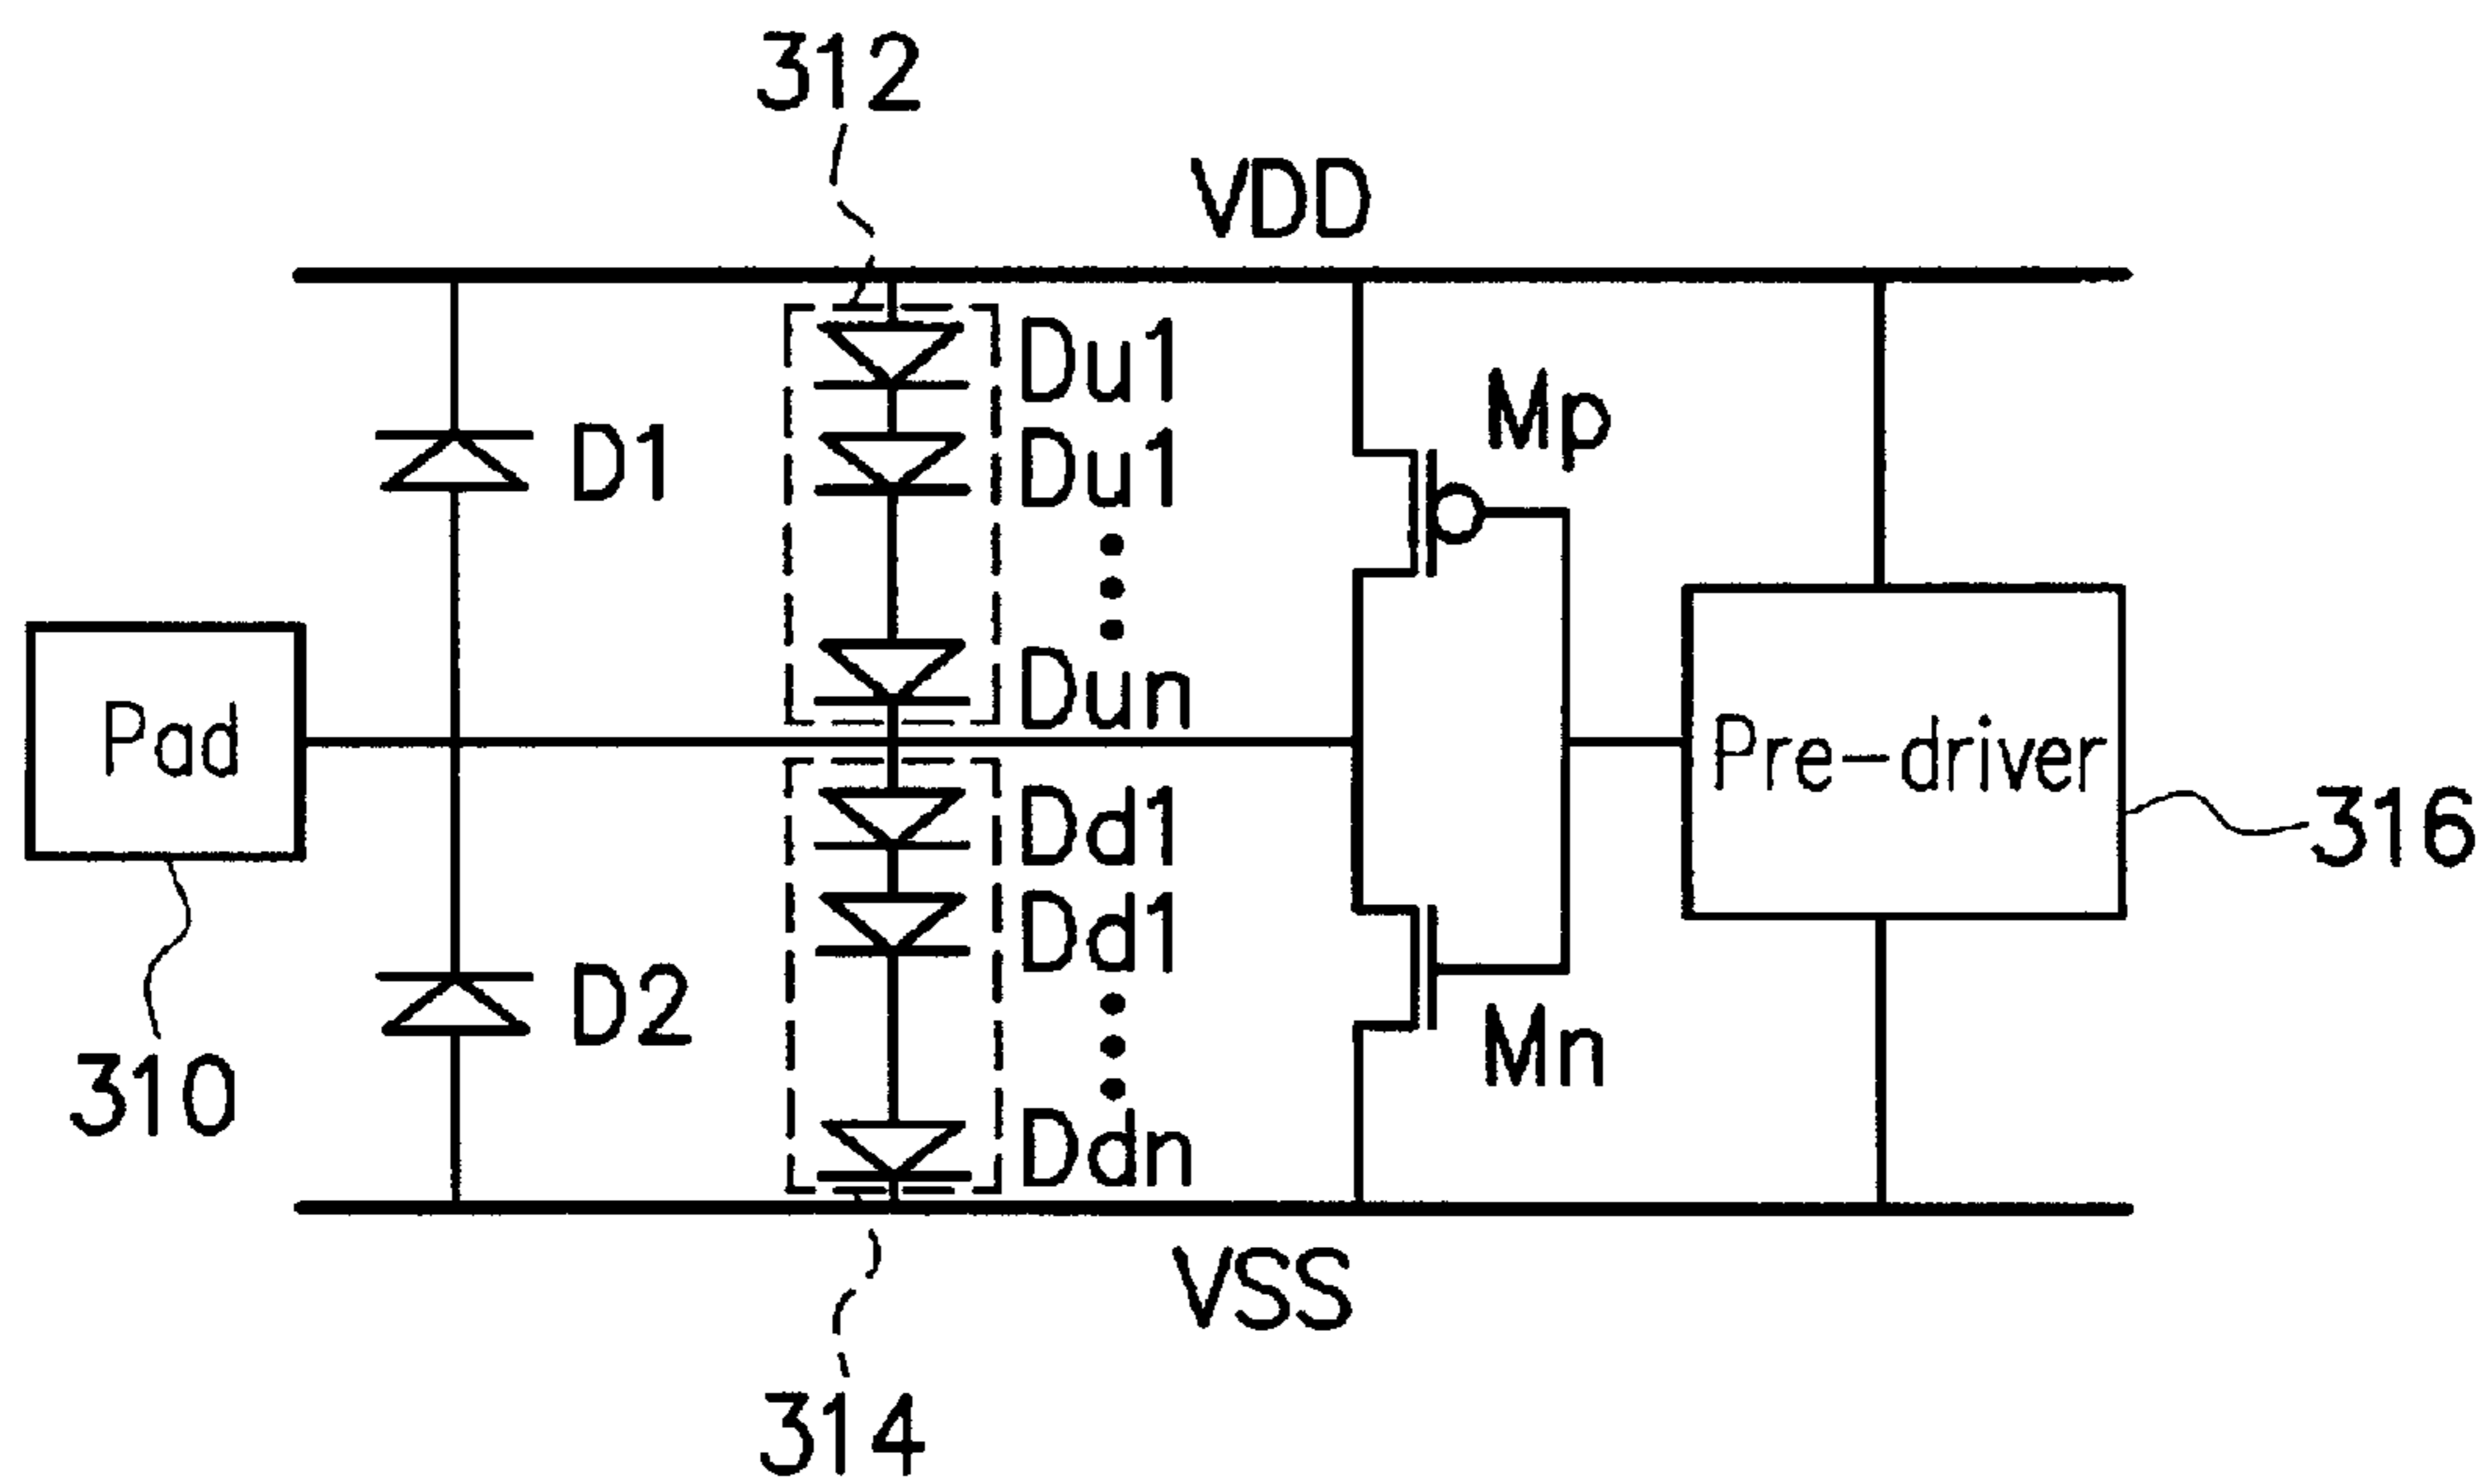 312
VDD
Du1
D1
Du1
Mp
Dun
Pad
Pre-driver
Dd1
316
Dd1
D2
Mn
310
Ddn
VSS
314